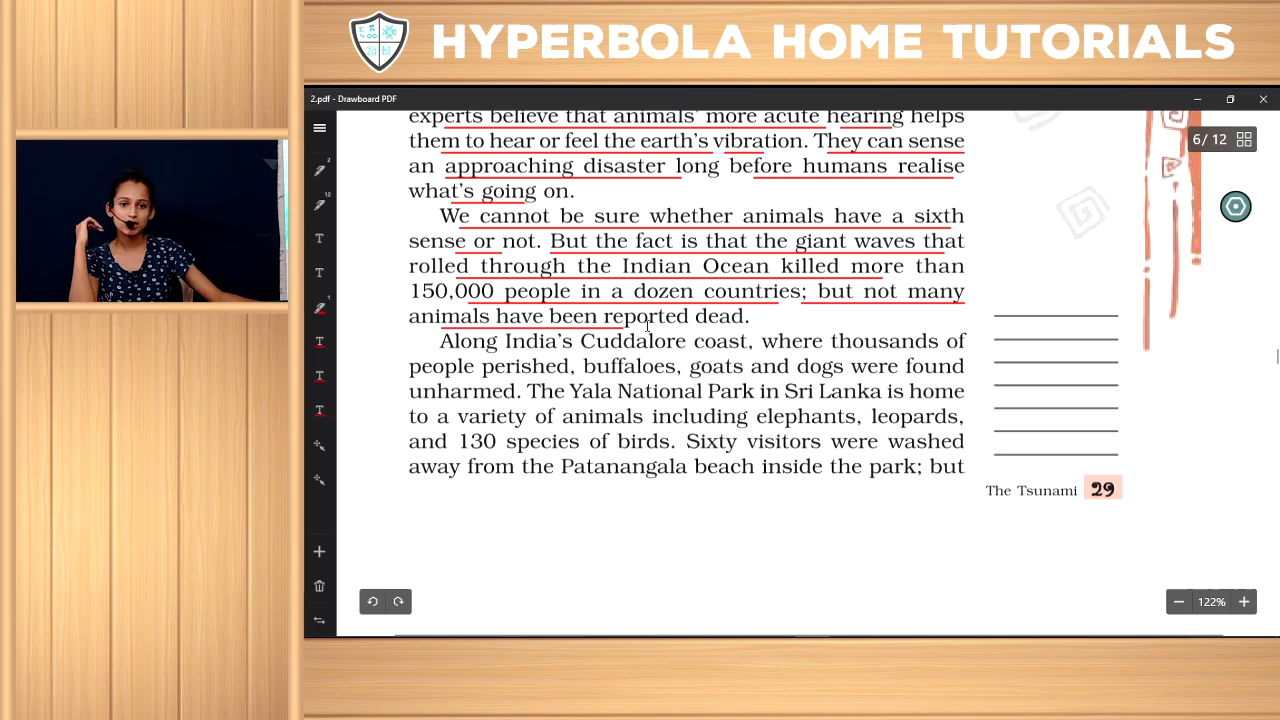 HYPERBOLA HOME TUTORIALS
2.pdf - Drawboard PDF
experts believe that animals' more acute hearing helps
them to hear or feel the earth's vibration. They can sense
an approaching disaster long before humans realise
what's going on.
We cannot be sure whether animals have a sixth
sense or not. But the fact is that the giant waves that
rolled through the Indian Ocean killed more than
150,000 people in a dozen countries; but not many
animals have been reported dead.
Along India's Cuddalore coast, where thousands of
people perished, buffaloes, goats and dogs were found
unharmed. The Yala National Park in Sri Lanka is home
to a variety of animals including elephants, leopards,
and 130 species of birds. Sixty visitors were washed
away from the Patanangala beach inside the park; but
The Tsunami 29
6/ 12
2
12
T
T
1
T
T
T
122%